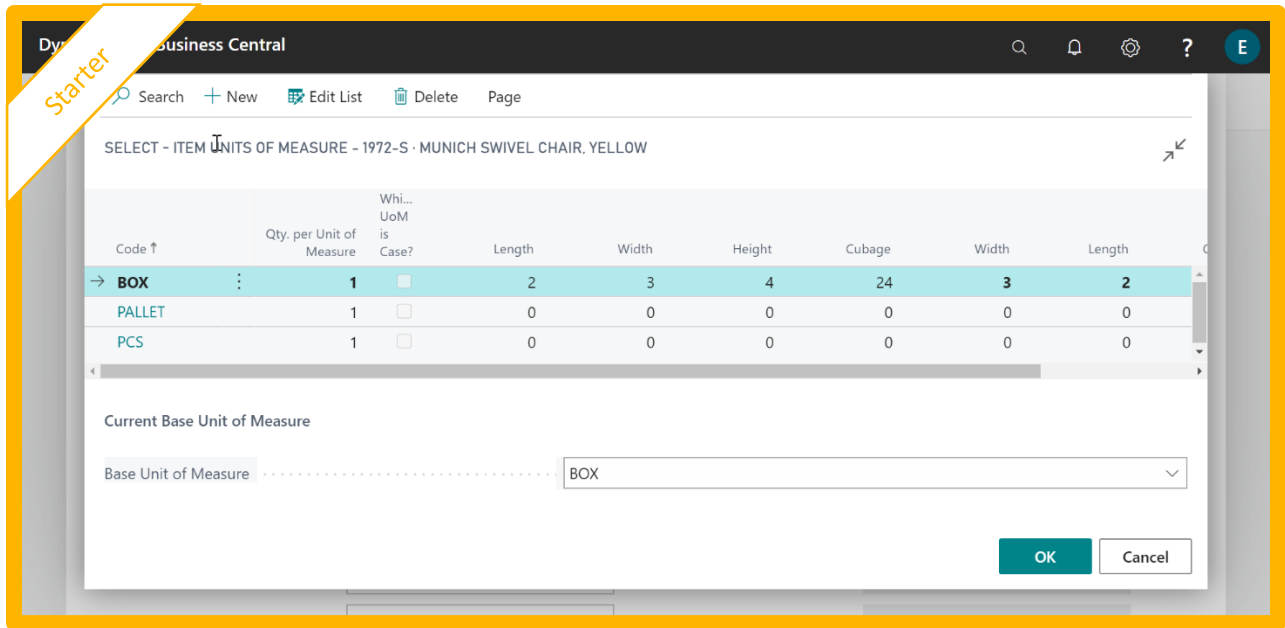 Starter
Business Central
?
E
Search
New
Edit List
Delete
Page
SELECT - ITEM UNITS OF MEASURE - 1972-S · MUNICH SWIVEL CHAIR, YELLOW
Code ↑
Qty. per Unit of
Measure
Whi...
UoM
is
Case?
Length
Width
Height
Cubage
Width
Length
→ BOX ⋮ 1 2 3 4 24 3 2
PALLET 1 0 0 0 0 0 0
PCS 1 0 0 0 0 0 0
Current Base Unit of Measure
Base Unit of Measure
BOX
OK
Cancel